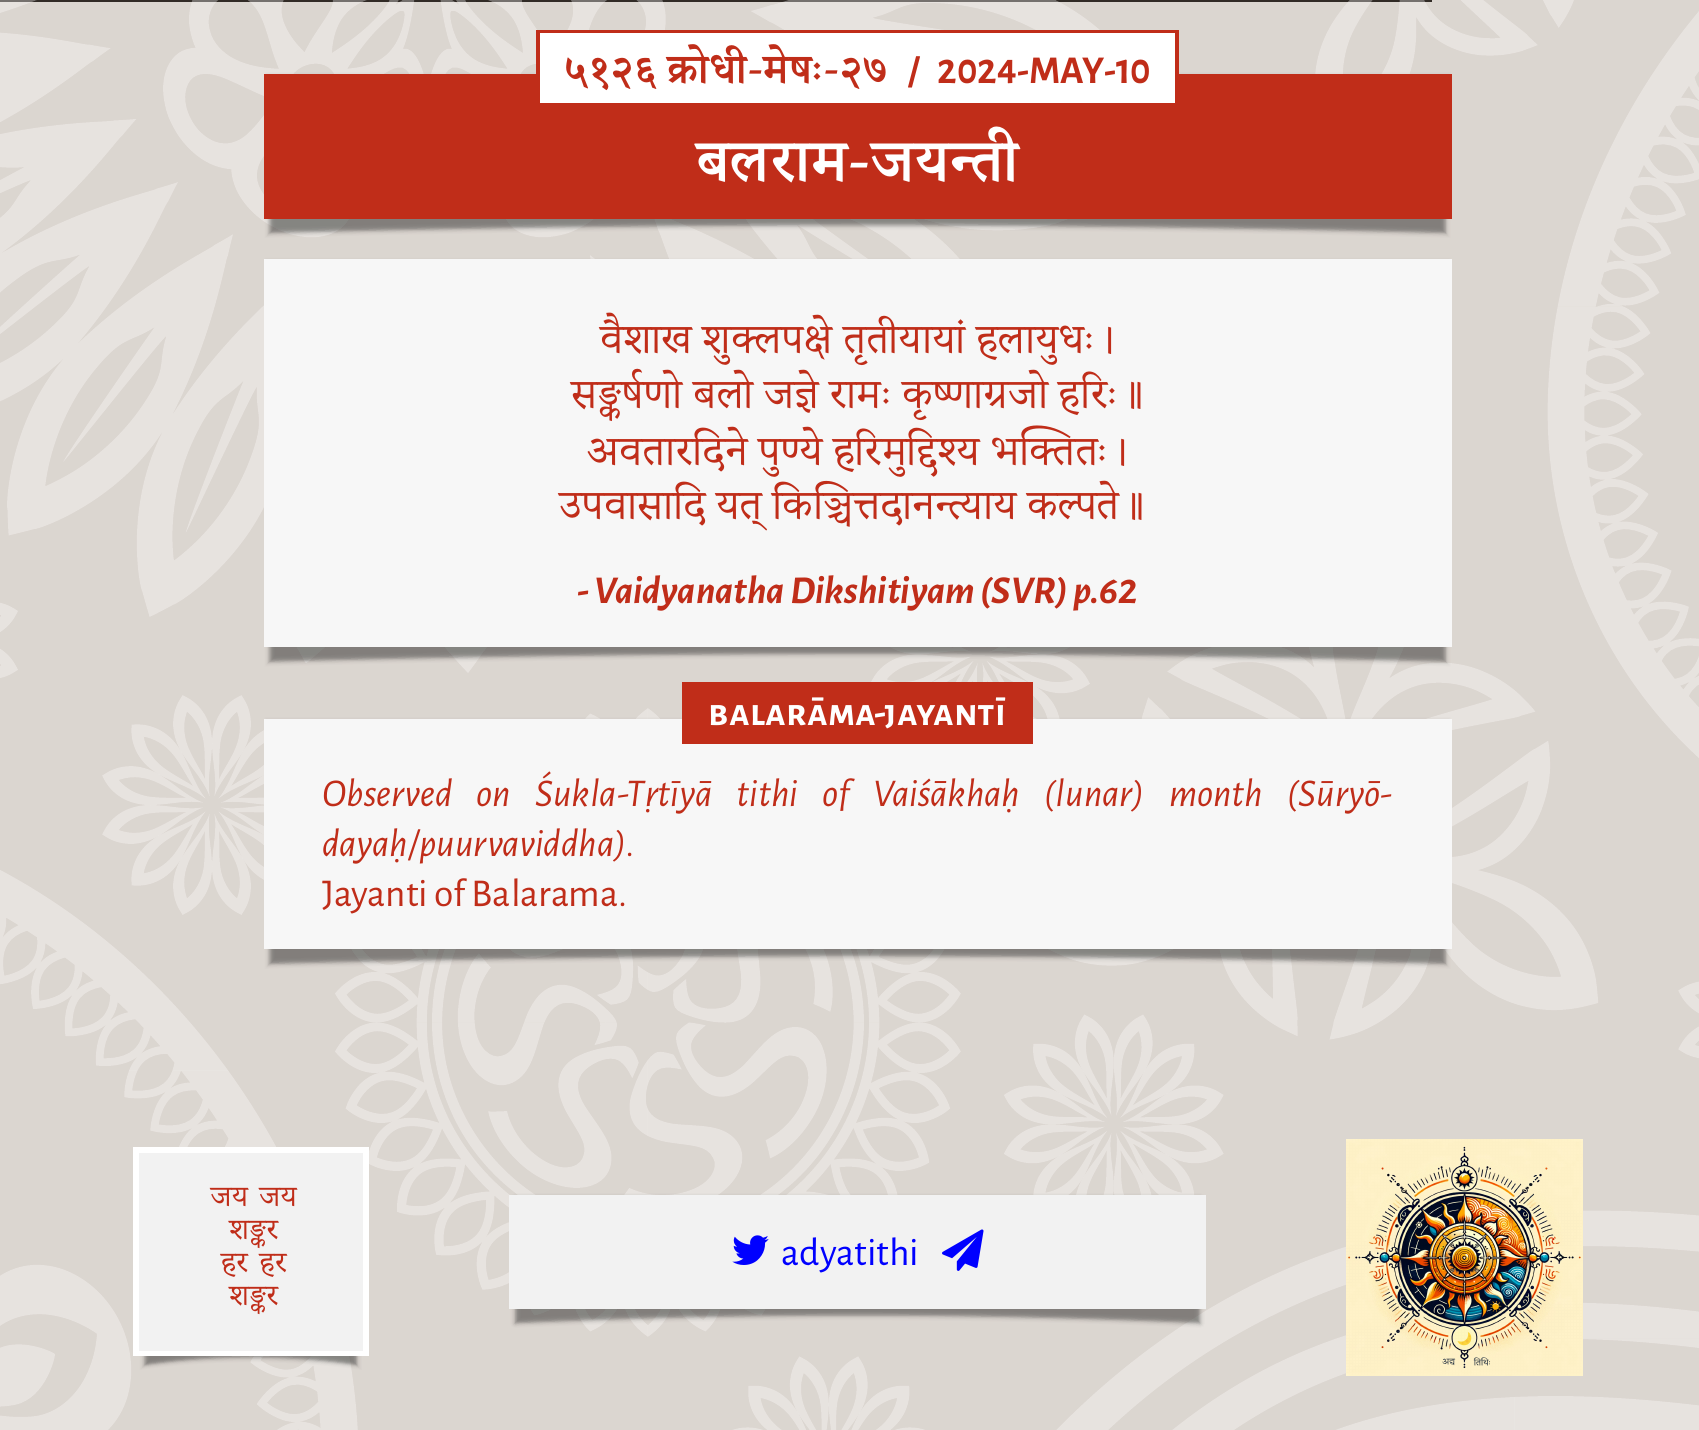 ५१२६ क्रोधी-मेषः-२७ / 2024-MAY-10
बलराम-जयन्ती
वैशाख शुक्लपक्षे तृतीयायां हलायुधः ।
सङ्कर्षणो बलो जज्ञे रामः कृष्णाग्रजो हरिः ॥
अवतारदिने पुण्ये हरिमुद्दिश्य भक्तितः ।
उपवासादि यत् किञ्चित्तदानन्त्याय कल्पते ॥
- Vaidyanatha Dikshitiyam (SVR) p.62
BALARĀMA-JAYANTĪ
Observed on Śukla-Tṛtīyā tithi of Vaiśākhaḥ (lunar) month (Sūryō-
dayaḥ/puurvaviddha).
Jayanti of Balarama.
जय जय
शङ्कर
हर हर
शङ्कर
adyatithi
अद्य तिथिः